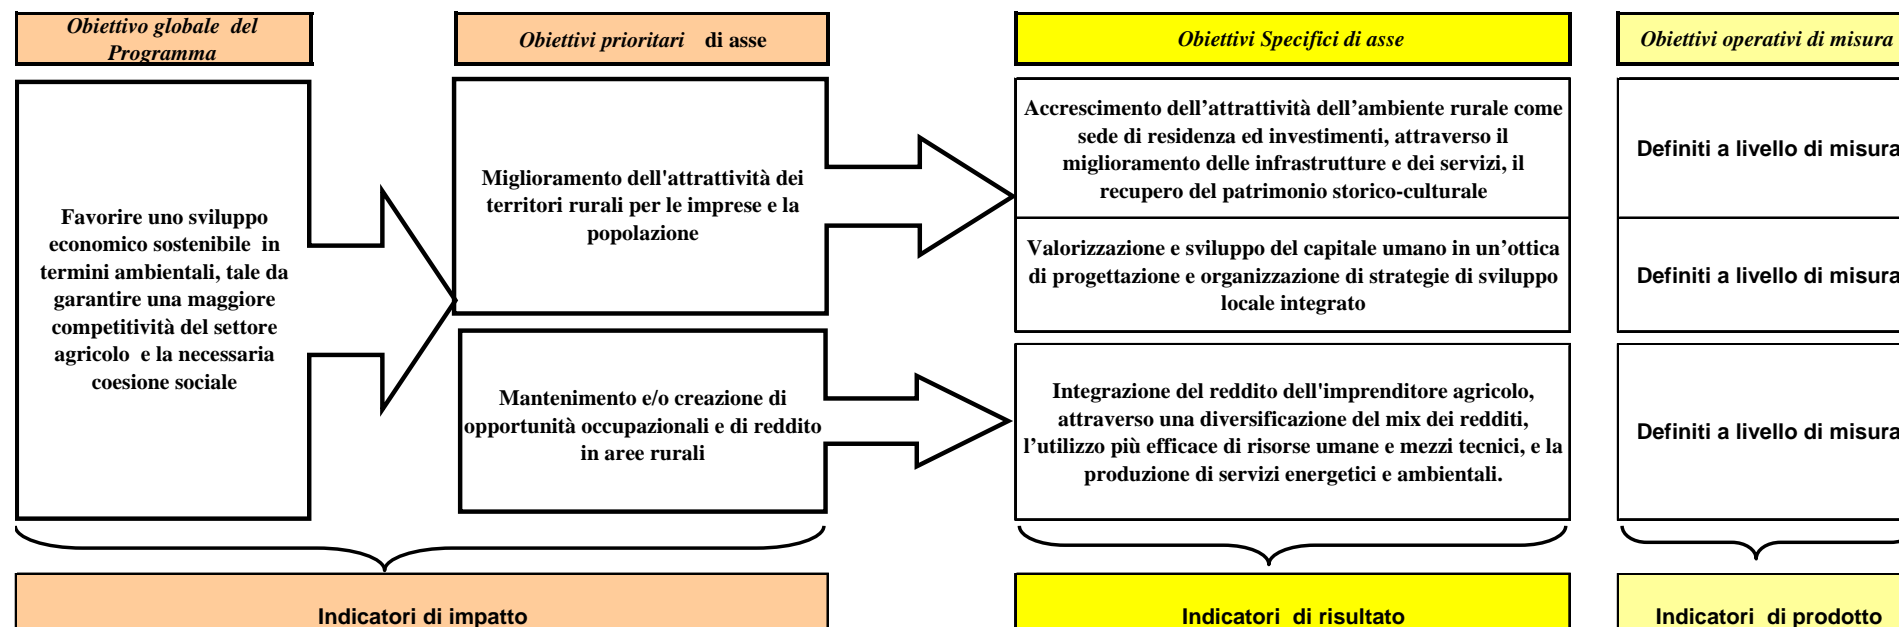 Obiettivo globale del
Programma
Obiettivi prioritari di asse
Obiettivi Specifici di asse
Obiettivi operativi di misura
Favorire uno sviluppo
economico sostenibile in
termini ambientali, tale da
garantire una maggiore
competitività del settore
agricolo e la necessaria
coesione sociale
Miglioramento dell'attrattività dei
territori rurali per le imprese e la
popolazione
Mantenimento e/o creazione di
opportunità occupazionali e di reddito
in aree rurali
Accrescimento dell’attrattività dell’ambiente rurale come
sede di residenza ed investimenti, attraverso il
miglioramento delle infrastrutture e dei servizi, il
recupero del patrimonio storico-culturale
Valorizzazione e sviluppo del capitale umano in un’ottica
di progettazione e organizzazione di strategie di sviluppo
locale integrato
Integrazione del reddito dell'imprenditore agricolo,
attraverso una diversificazione del mix dei redditi,
l’utilizzo più efficace di risorse umane e mezzi tecnici, e la
produzione di servizi energetici e ambientali.
Definiti a livello di misura
Definiti a livello di misura
Definiti a livello di misura
Indicatori di impatto
Indicatori di risultato
Indicatori di prodotto